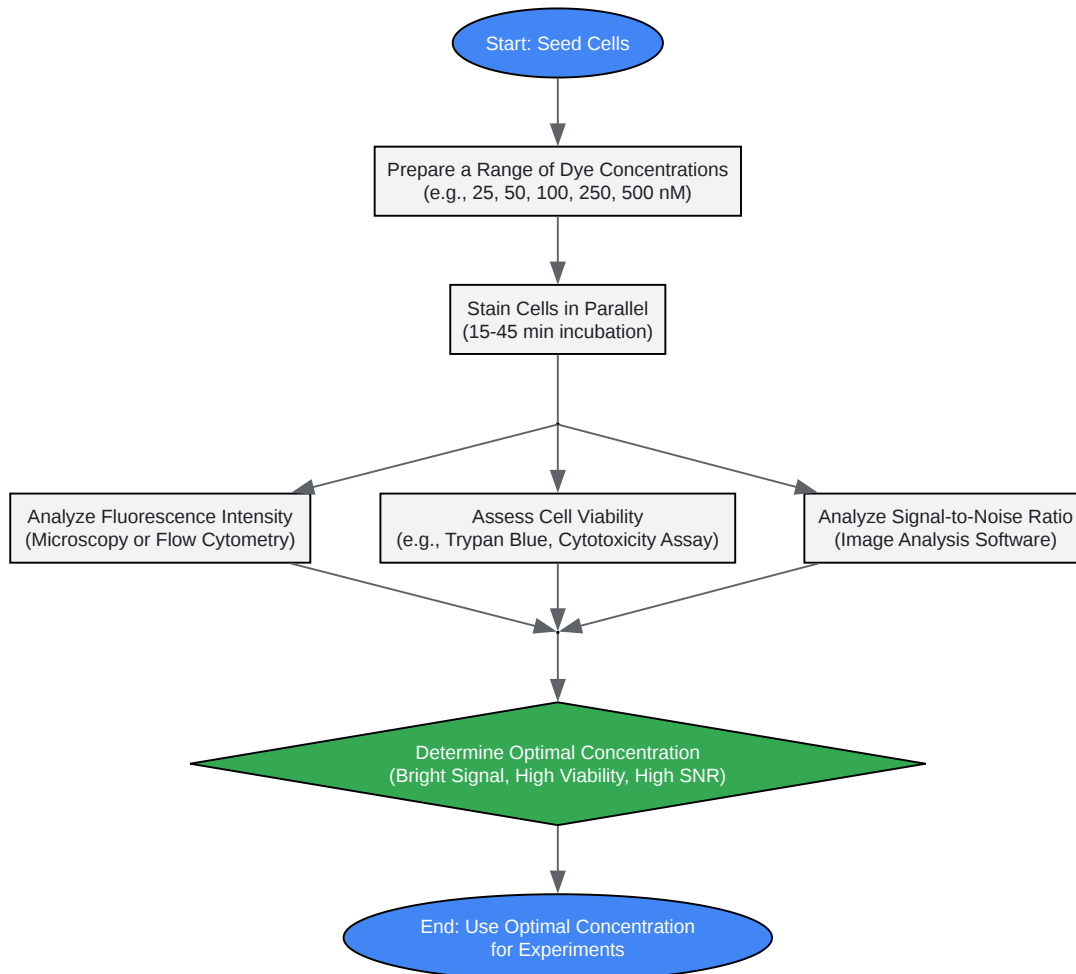 Start: Seed Cells
Prepare a Range of Dye Concentrations
(e.g., 25, 50, 100, 250, 500 nM)
Stain Cells in Parallel
(15-45 min incubation)
Analyze Fluorescence Intensity
(Microscopy or Flow Cytometry)
Assess Cell Viability
(e.g., Trypan Blue, Cytotoxicity Assay)
Analyze Signal-to-Noise Ratio
(Image Analysis Software)
Determine Optimal Concentration
(Bright Signal, High Viability, High SNR)
End: Use Optimal Concentration
for Experiments